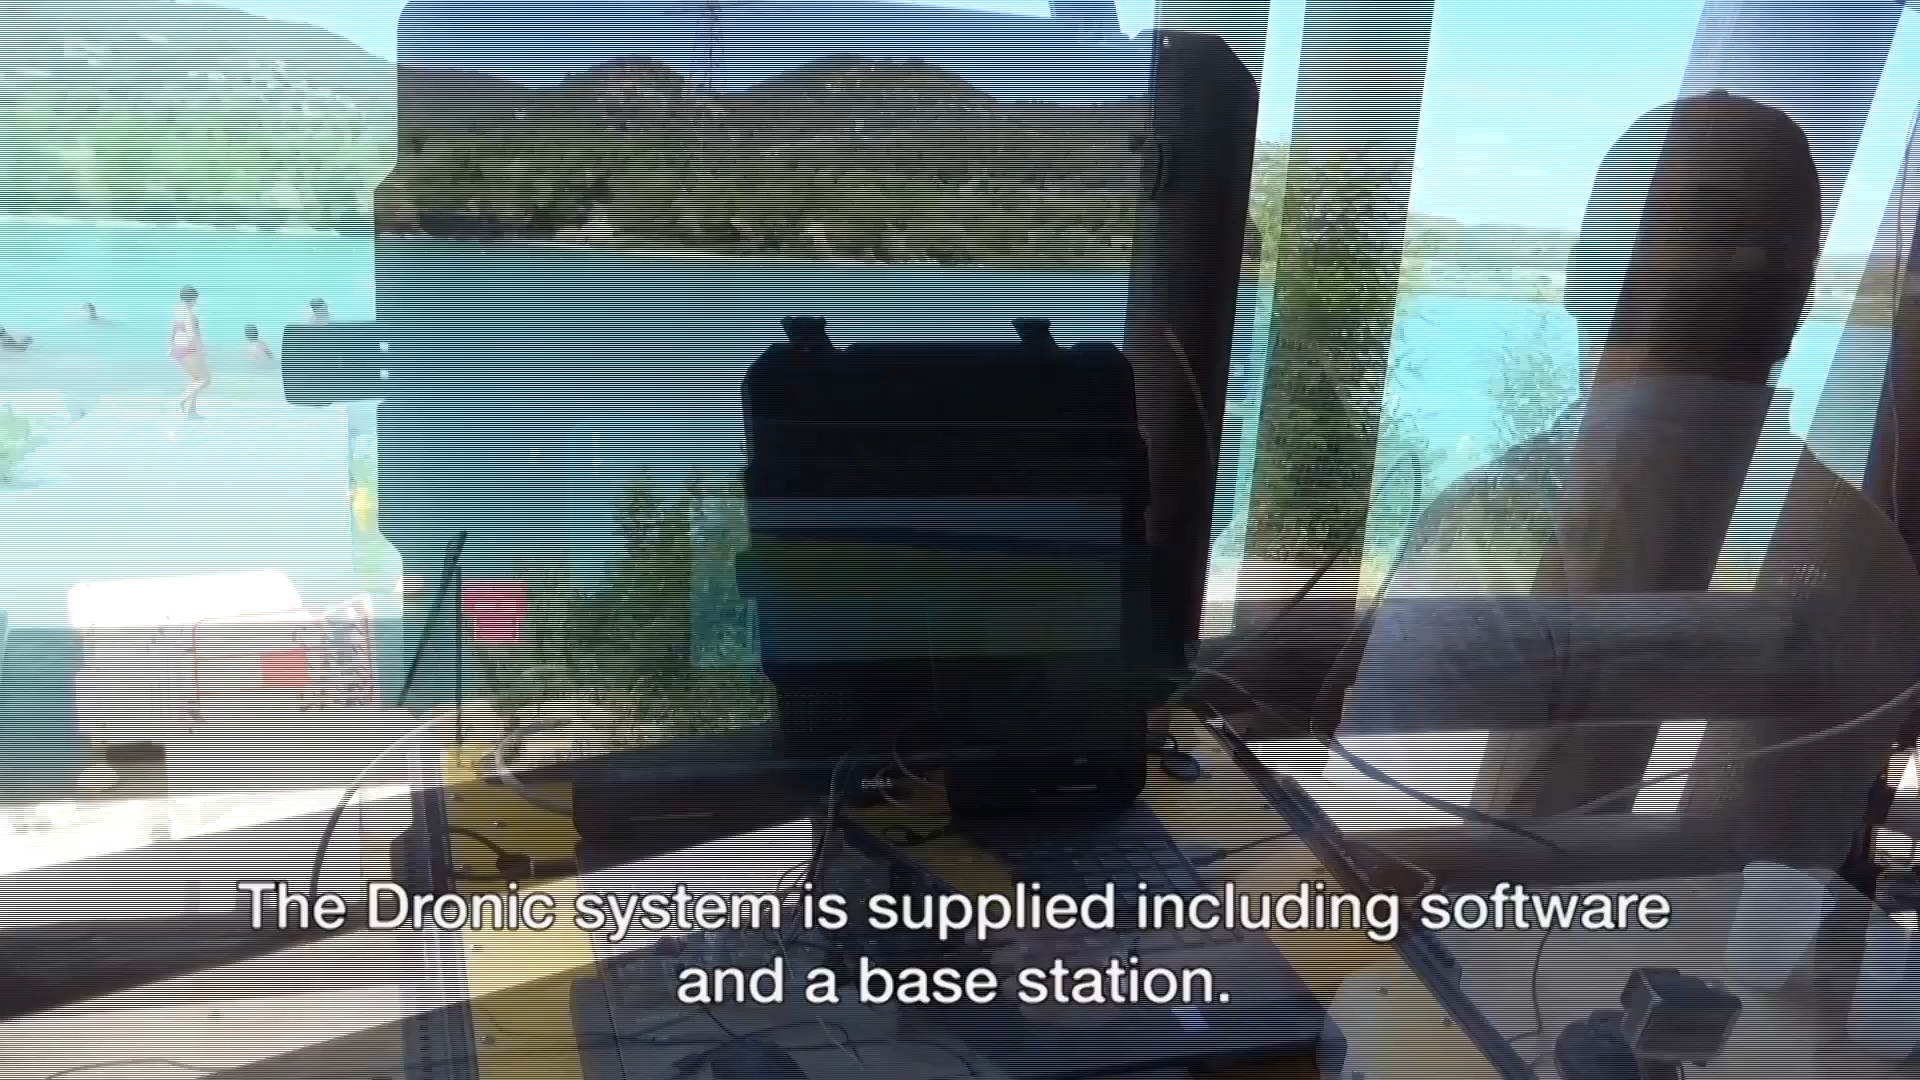 The Dronic system is supplied including software
and a base station.